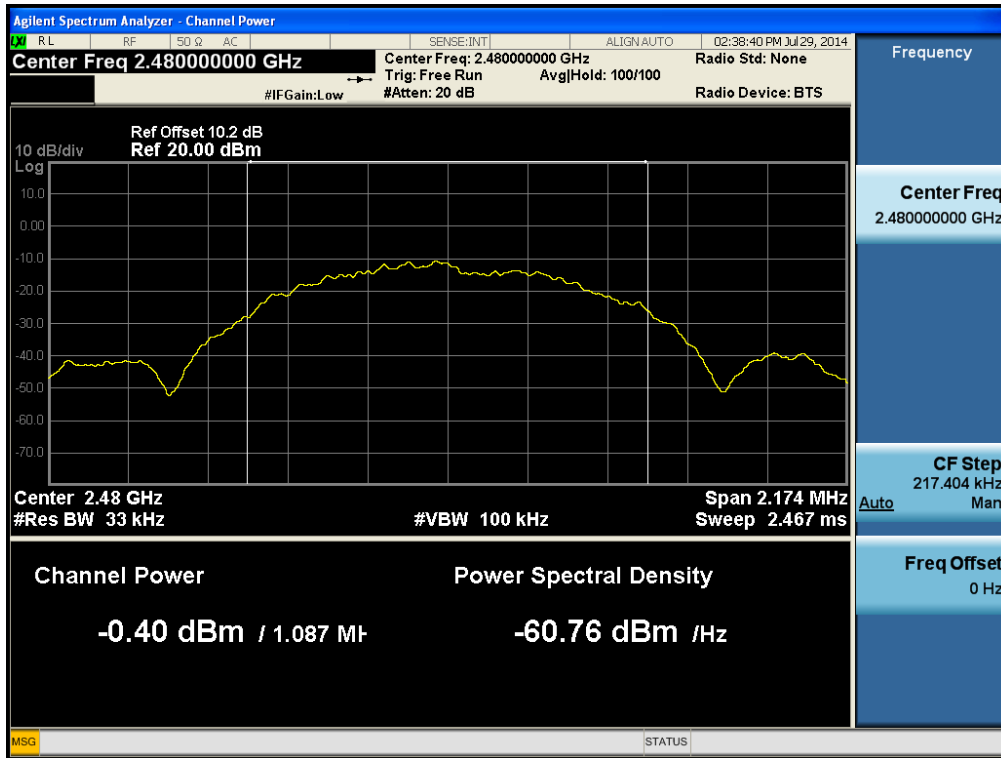 Agilent Spectrum Analyzer - Channel Power
LXI RL RF 50 Ω AC SENSE:INT ALIGN AUTO 02:38:40 PM Jul 29, 2014
Center Freq 2.480000000 GHz
Center Freq: 2.480000000 GHz
Radio Std: None
Trig: Free Run Avg|Hold: 100/100
#IFGain:Low
#Atten: 20 dB
Radio Device: BTS
Ref Offset 10.2 dB
10 dB/div Ref 20.00 dBm
Log
10.0
0.00
-10.0
-20.0
-30.0
-40.0
-50.0
-60.0
-70.0
Center 2.48 GHz
Span 2.174 MHz
#Res BW 33 kHz
#VBW 100 kHz
Sweep 2.467 ms
Channel Power
Power Spectral Density
-0.40 dBm / 1.087 MH
-60.76 dBm /Hz
Frequency
Center Freq
2.480000000 GHz
CF Step
217.404 kHz
Auto Man
Freq Offset
0 Hz
MSG
STATUS